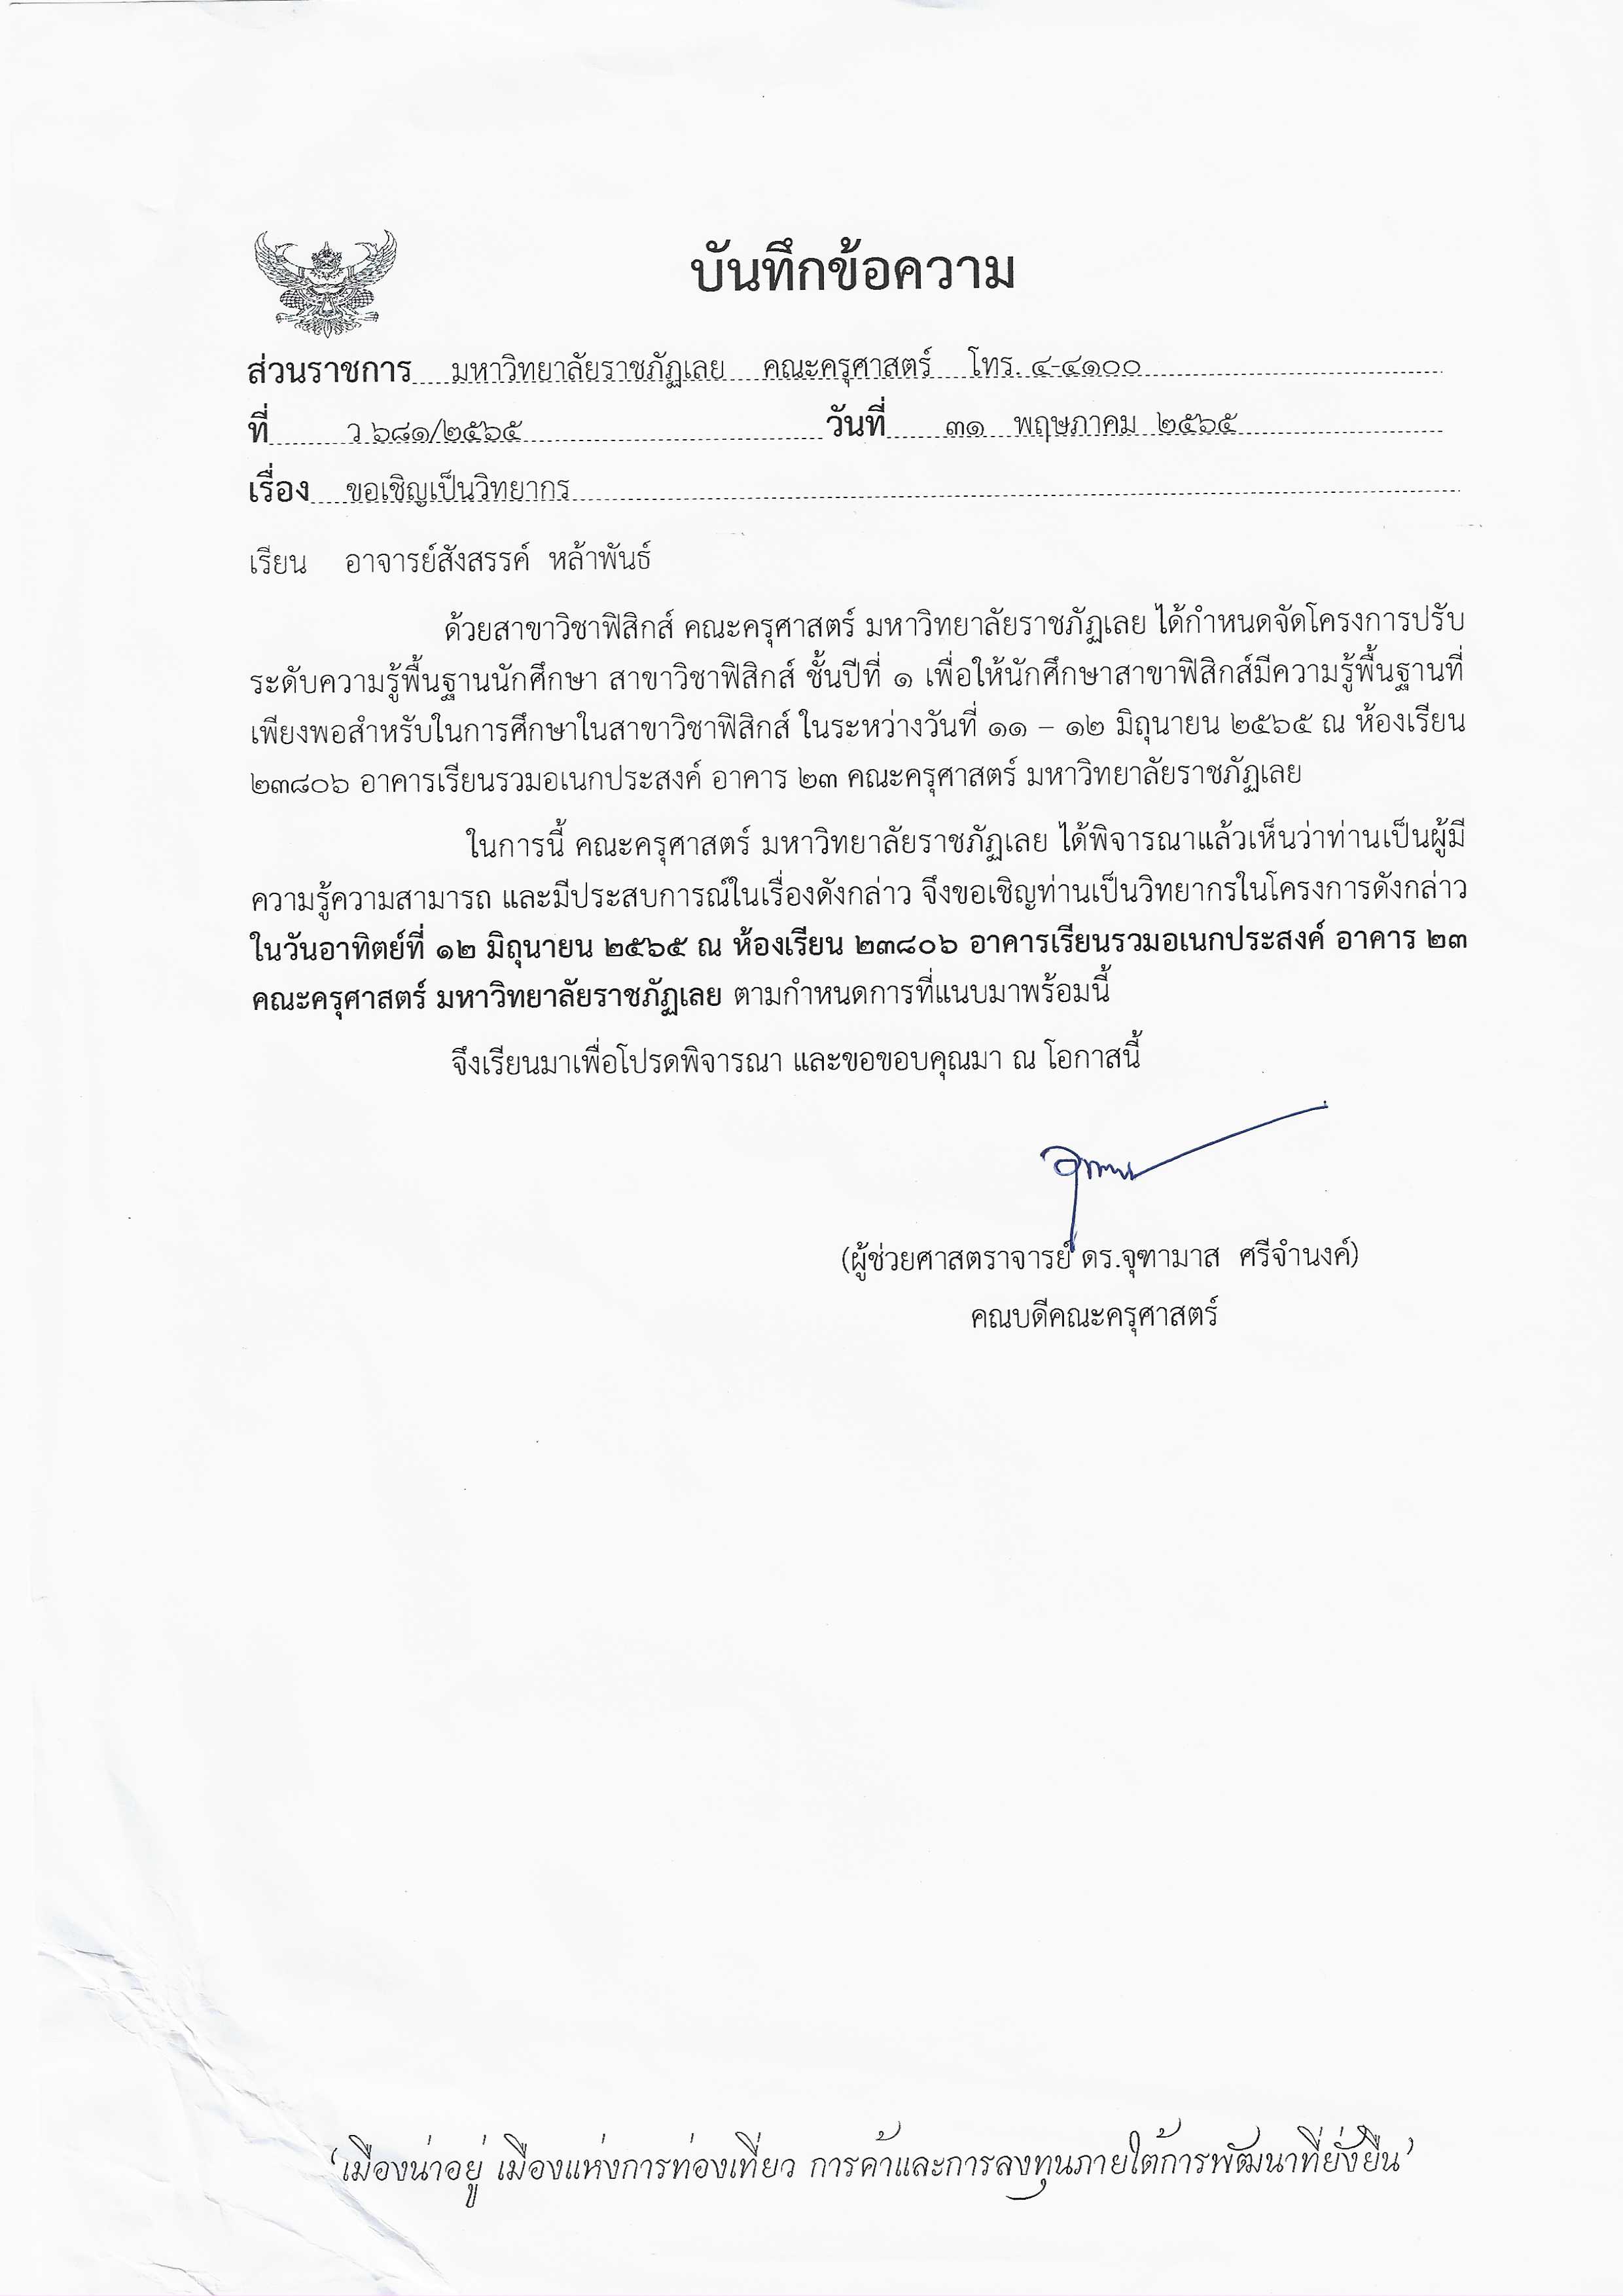 บันทึกข้อความ
ส่วนราชการ มหาวิทยาลัยราชภัฏเลย คณะครุศาสตร์ โทร. ๔-๔๑๐๐
ที่ ว ๖๘๑/๒๕๖๕ วันที่ ๓๑ พฤษภาคม ๒๕๖๕
เรื่อง ขอเชิญเป็นวิทยากร
เรียน อาจารย์สังสรรค์ หล้าพันธ์
ด้วยสาขาวิชาฟิสิกส์ คณะครุศาสตร์ มหาวิทยาลัยราชภัฏเลย ได้กำหนดจัดโครงการปรับ
ระดับความรู้พื้นฐานนักศึกษา สาขาวิชาฟิสิกส์ ชั้นปีที่ ๑ เพื่อให้นักศึกษาสาขาฟิสิกส์มีความรู้พื้นฐานที่
เพียงพอสำหรับในการศึกษาในสาขาวิชาฟิสิกส์ ในระหว่างวันที่ ๑๑ – ๑๒ มิถุนายน ๒๕๖๕ ณ ห้องเรียน
๒๓๘๐๖ อาคารเรียนรวมอเนกประสงค์ อาคาร ๒๓ คณะครุศาสตร์ มหาวิทยาลัยราชภัฏเลย
ในการนี้ คณะครุศาสตร์ มหาวิทยาลัยราชภัฏเลย ได้พิจารณาแล้วเห็นว่าท่านเป็นผู้มี
ความรู้ความสามารถ และมีประสบการณ์ในเรื่องดังกล่าว จึงขอเชิญท่านเป็นวิทยากรในโครงการดังกล่าว
ในวันอาทิตย์ที่ ๑๒ มิถุนายน ๒๕๖๕ ณ ห้องเรียน ๒๓๘๐๖ อาคารเรียนรวมอเนกประสงค์ อาคาร ๒๓
คณะครุศาสตร์ มหาวิทยาลัยราชภัฏเลย ตามกำหนดการที่แนบมาพร้อมนี้
จึงเรียนมาเพื่อโปรดพิจารณา และขอขอบคุณมา ณ โอกาสนี้
(ผู้ช่วยศาสตราจารย์ ดร.จุฑามาส ศรีจำนงค์)
คณบดีคณะครุศาสตร์
‘เมืองน่าอยู่ เมืองแห่งการท่องเที่ยว การค้าและการลงทุนภายใต้การพัฒนาที่ยั่งยืน’